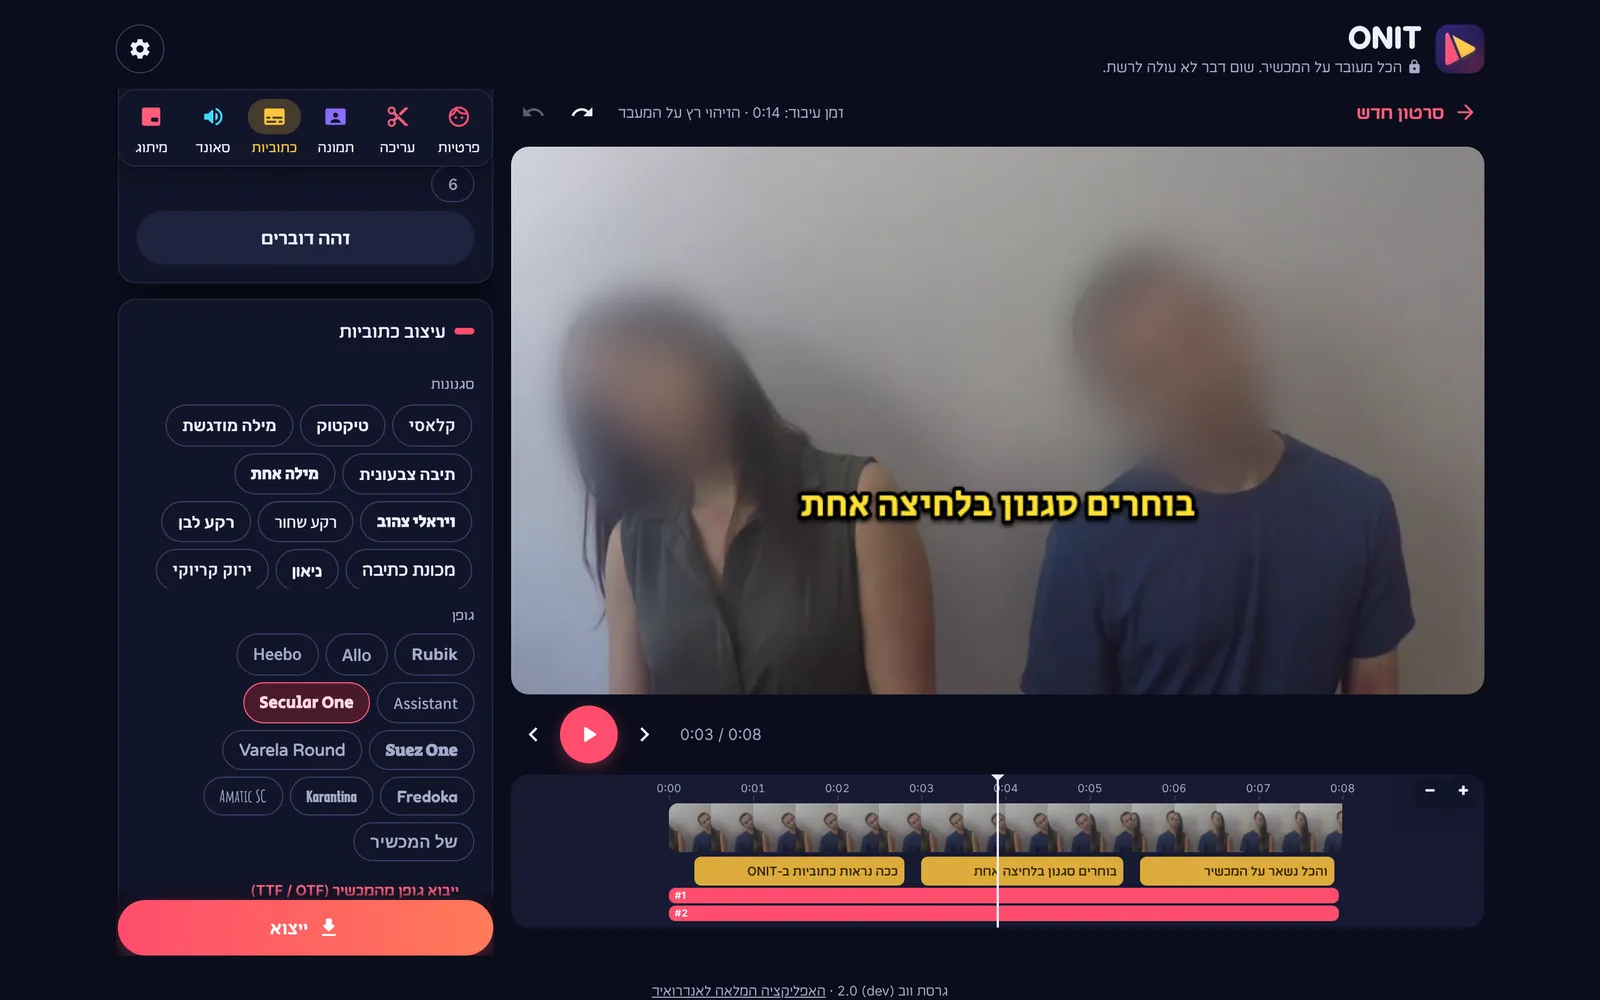 ONIT
הכל מעובד על המכשיר. שום דבר לא עולה לרשת.
סרטון חדש
זמן עיבוד: 0:14 · הזיהוי רץ על המעבד
פרטיות
עריכה
תמונה
כתוביות
סאונד
מיתוג
6
זהה דוברים
עיצוב כתוביות
סגנונות
קלאסי
טיקטוק
מילה מודגשת
תיבה צבעונית
מילה אחת
ויראלי צהוב
רקע שחור
רקע לבן
מכונת כתיבה
ניאון
ירוק קריוקי
גופן
Rubik
Allo
Heebo
Assistant
Secular One
Suez One
Varela Round
Fredoka
Karantina
Amatic SC
של המכשיר
ייבוא גופן מהמכשיר (TTF / OTF)
ייצוא
בוחרים סגנון בלחיצה אחת
0:03 / 0:08
0:00 0:01 0:02 0:03 0:04 0:05 0:06 0:07 0:08
ככה נראות כתוביות ב-ONIT
בוחרים סגנון בלחיצה אחת
והכל נשאר על המכשיר
#1
#2
גרסת ווב 2.0 (dev) · האפליקציה המלאה לאנדרואיד